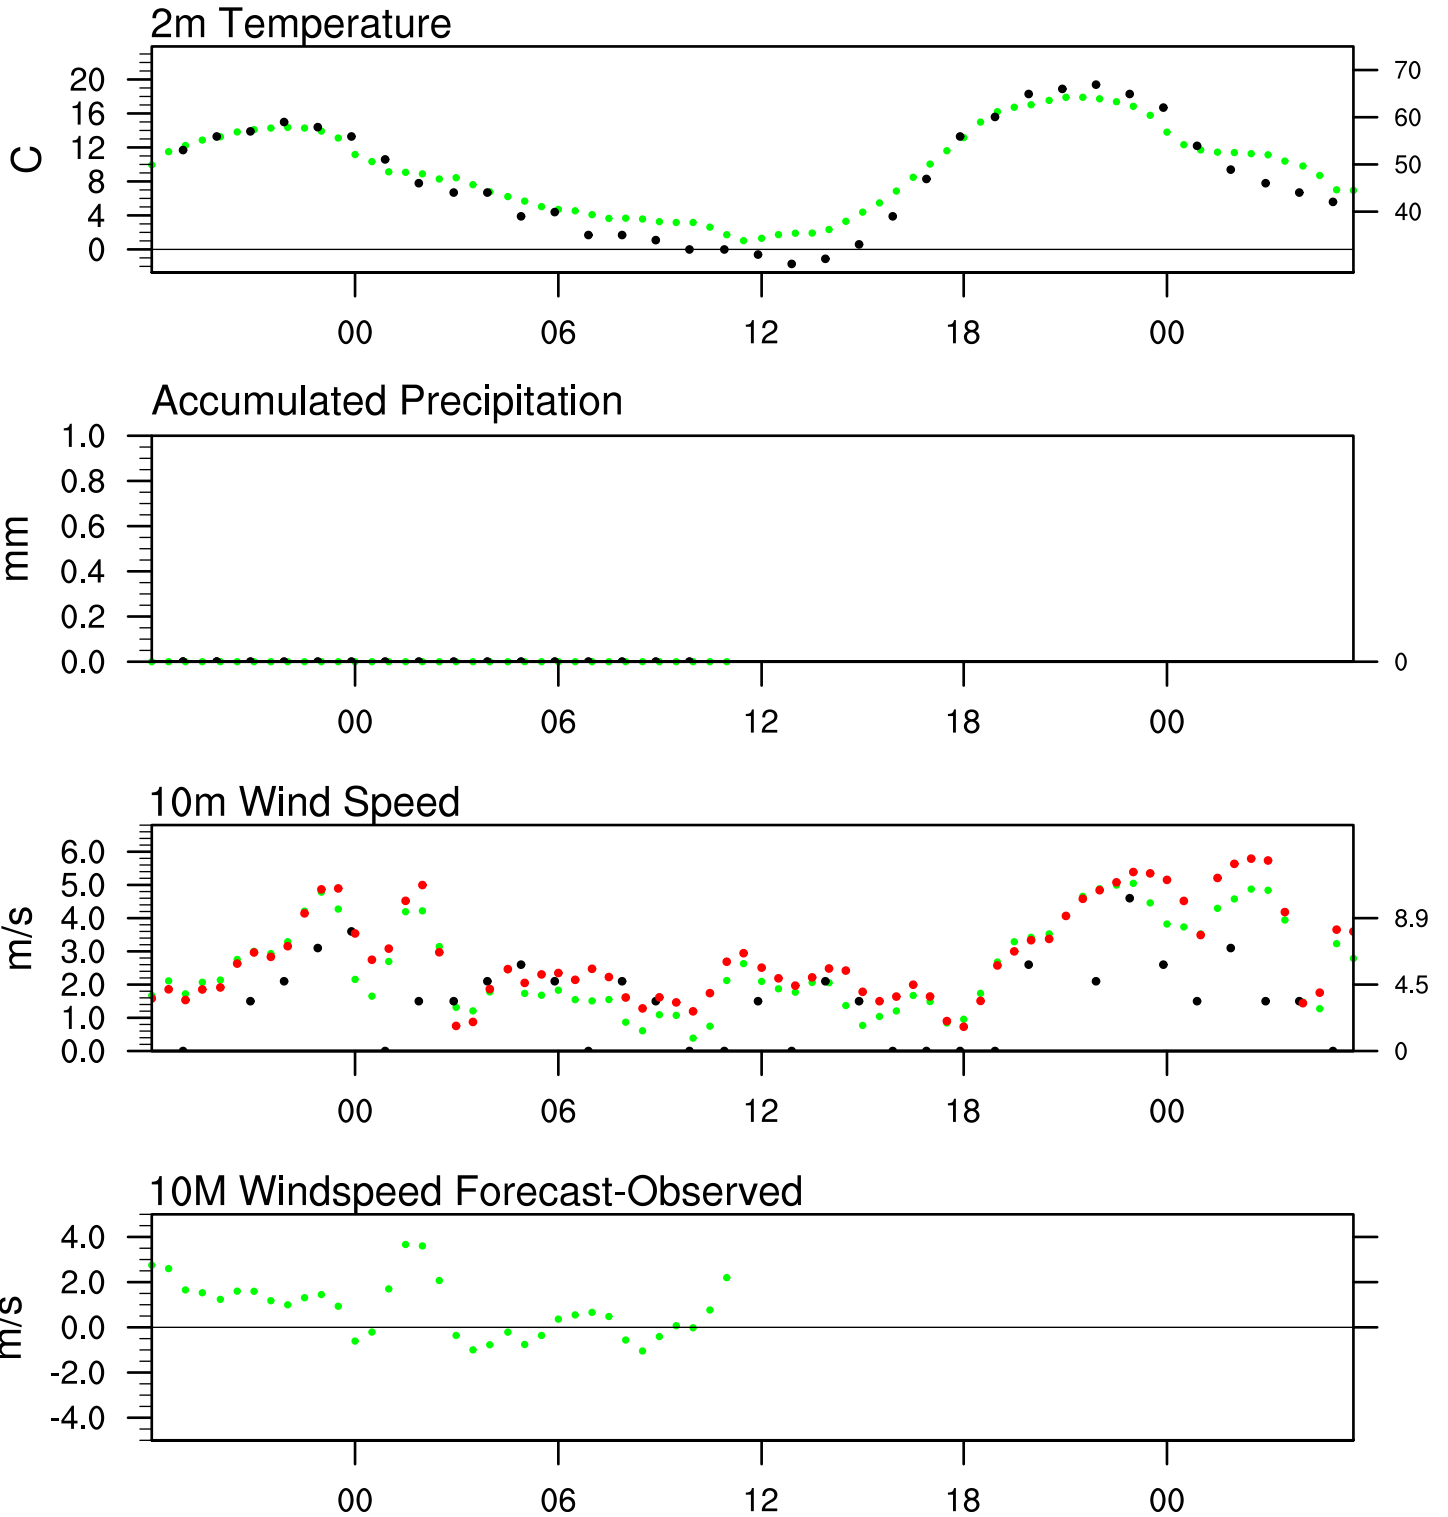 2m Temperature
20
16
12
8
4
0
C
70
60
50
40
00 06 12 18 00
Accumulated Precipitation
1.0
0.8
0.6
0.4
0.2
0.0
mm
0
00 06 12 18 00
10m Wind Speed
6.0
5.0
4.0
3.0
2.0
1.0
0.0
m/s
8.9
4.5
0
00 06 12 18 00
10M Windspeed Forecast-Observed
4.0
2.0
0.0
-2.0
-4.0
m/s
00 06 12 18 00